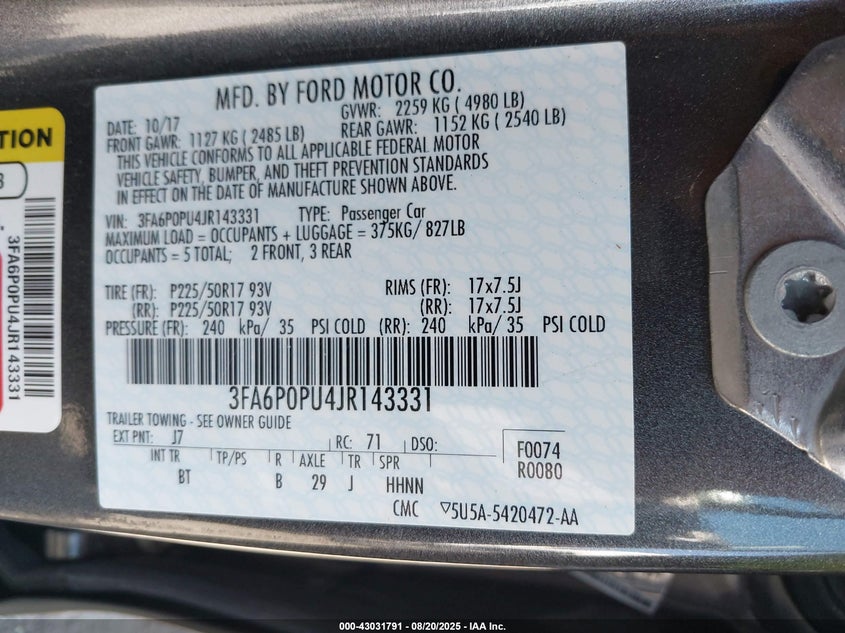 MFD. BY FORD MOTOR CO.
DATE: 10/17 GVWR: 2259 KG ( 4980 LB)
FRONT GAWR: 1127 KG ( 2485 LB) REAR GAWR: 1152 KG ( 2540 LB)
THIS VEHICLE CONFORMS TO ALL APPLICABLE FEDERAL MOTOR
VEHICLE SAFETY, BUMPER, AND THEFT PREVENTION STANDARDS
IN EFFECT ON THE DATE OF MANUFACTURE SHOWN ABOVE.
VIN: 3FA6P0PU4JR143331 TYPE: Passenger Car
MAXIMUM LOAD = OCCUPANTS + LUGGAGE = 375KG/ 827LB
OCCUPANTS = 5 TOTAL; 2 FRONT, 3 REAR
TIRE (FR): P225/50R17 93V RIMS (FR): 17x7.5J
(RR): P225/50R17 93V (RR): 17x7.5J
PRESSURE (FR): 240 kPa/ 35 PSI COLD (RR): 240 kPa/ 35 PSI COLD
3FA6P0PU4JR143331
TRAILER TOWING - SEE OWNER GUIDE
EXT PNT: J7 RC: 71 DSO: F0074
INT TR TP/PS R AXLE TR SPR R0080
BT B 29 J HHNN
CMC ▽5U5A-5420472-AA
3FA6P0PU4JR143331
000-43031791 - 08/20/2025 - IAA Inc.